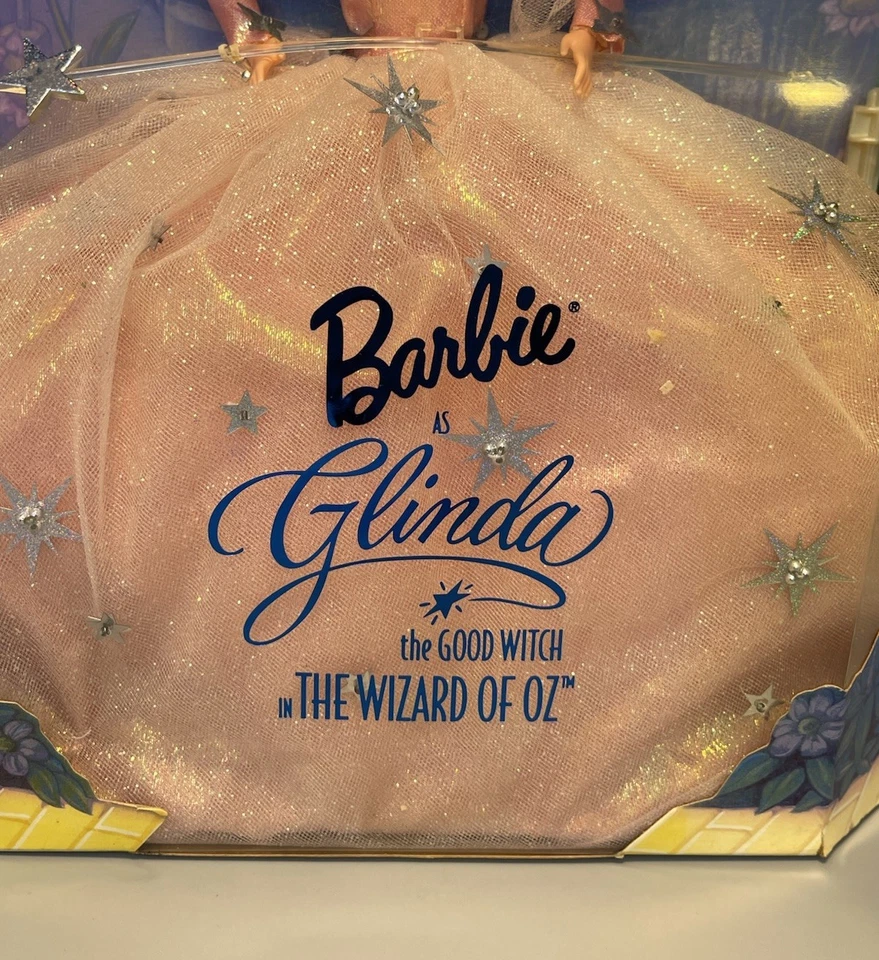 Barbie®
AS
Glinda
the GOOD WITCH
IN THE WIZARD OF OZ™